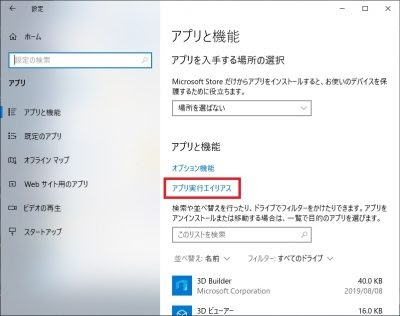 設定
ホーム
設定の検索
アプリ
アプリと機能
既定のアプリ
オフライン マップ
Web サイト用のアプリ
ビデオの再生
スタートアップ
アプリと機能
アプリを入手する場所の選択
Microsoft Store だけからアプリをインストールすると、お使いのデバイスを保
護するために役立ちます。
場所を選ばない
アプリと機能
オプション機能
アプリ実行エイリアス
検索や並べ替えを行ったり、ドライブでフィルターをかけたりできます。アプリを
アンインストールまたは移動する場合は、一覧で目的のアプリを選びます。
このリストを検索
並べ替え: 名前 フィルター: すべてのドライブ
3D Builder 40.0 KB
Microsoft Corporation 2019/08/08
3D ビューアー 16.0 KB